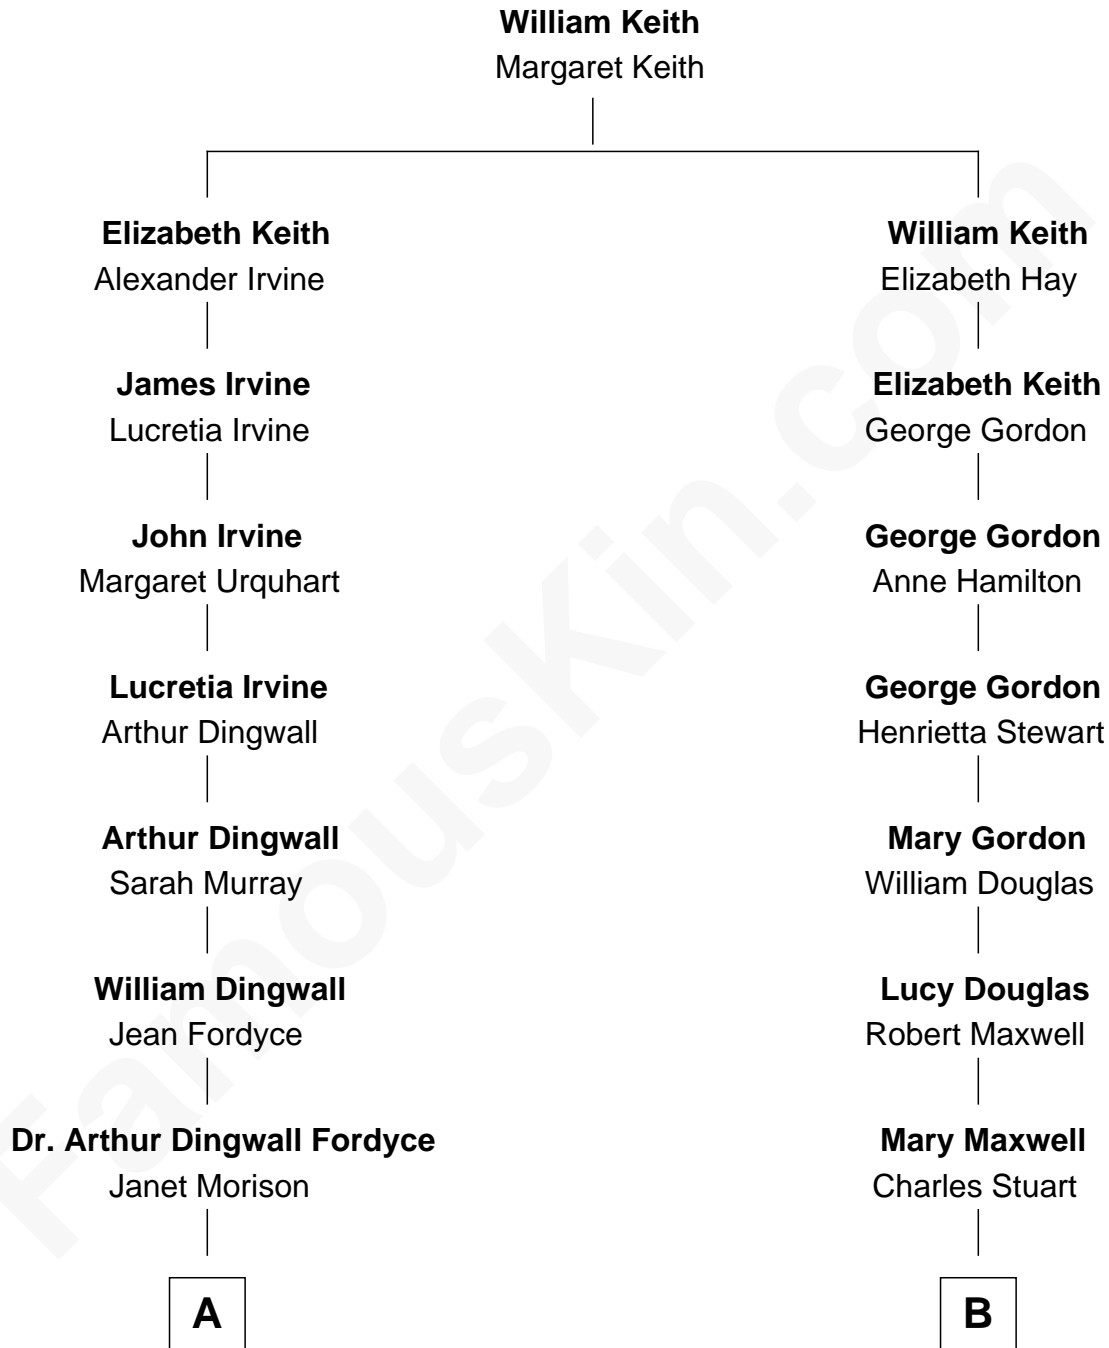 William Keith
Margaret Keith
Elizabeth Keith
Alexander Irvine
William Keith
Elizabeth Hay
James Irvine
Lucretia Irvine
Elizabeth Keith
George Gordon
John Irvine
Margaret Urquhart
George Gordon
Anne Hamilton
Lucretia Irvine
Arthur Dingwall
George Gordon
Henrietta Stewart
Arthur Dingwall
Sarah Murray
Mary Gordon
William Douglas
William Dingwall
Jean Fordyce
Lucy Douglas
Robert Maxwell
Dr. Arthur Dingwall Fordyce
Janet Morison
Mary Maxwell
Charles Stuart
A
B
FamousKin.com